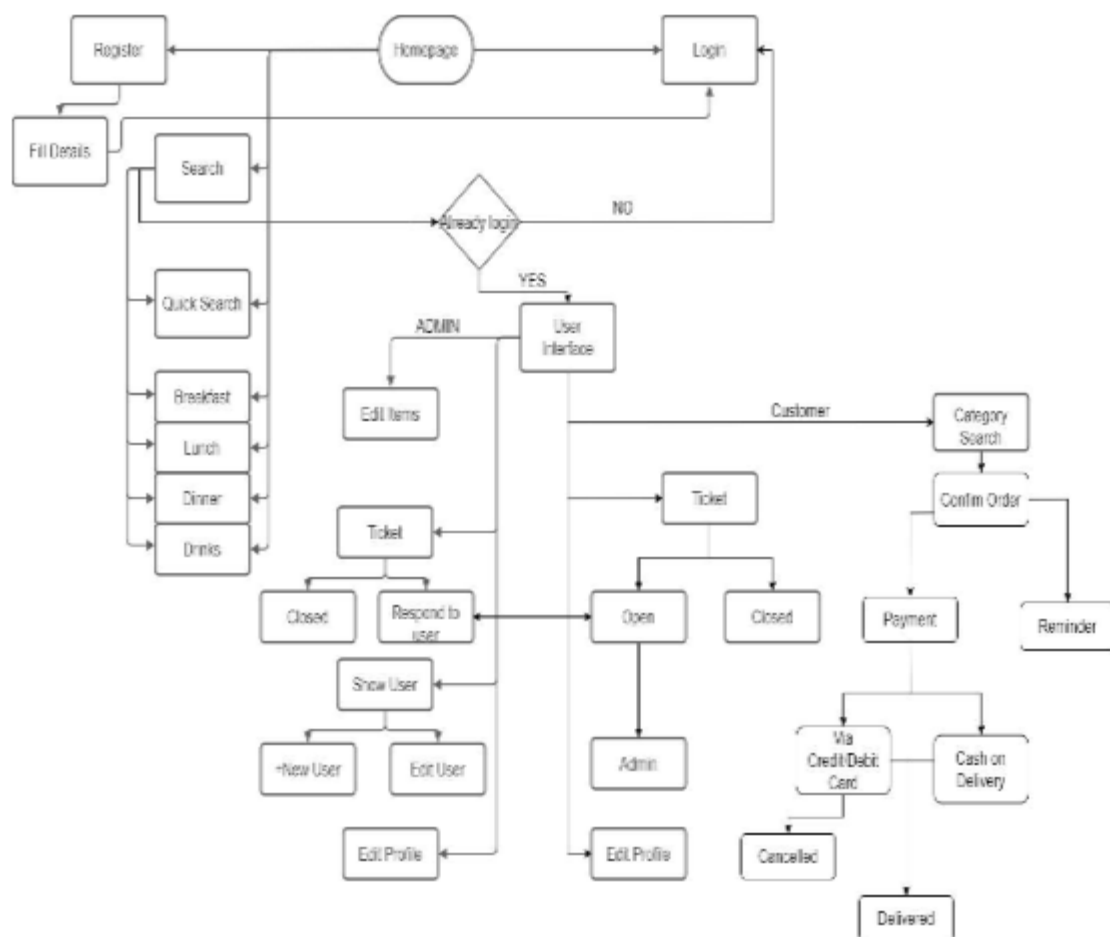 Register
Homepage
Login
Fill Details
Search
Already login
NO
YES
Quick Search
ADMIN
User
Interface
Breakfast
Edit Items
Customer
Category
Search
Lunch
Dinner
Ticket
Confim Order
Ticket
Drinks
Closed
Respond to
user
Open
Closed
Payment
Reminder
Show User
+New User
Edit User
Admin
Via
Credit/Debit
Card
Cash on
Delivery
Edit Profile
Edit Profile
Cancelled
Delivered